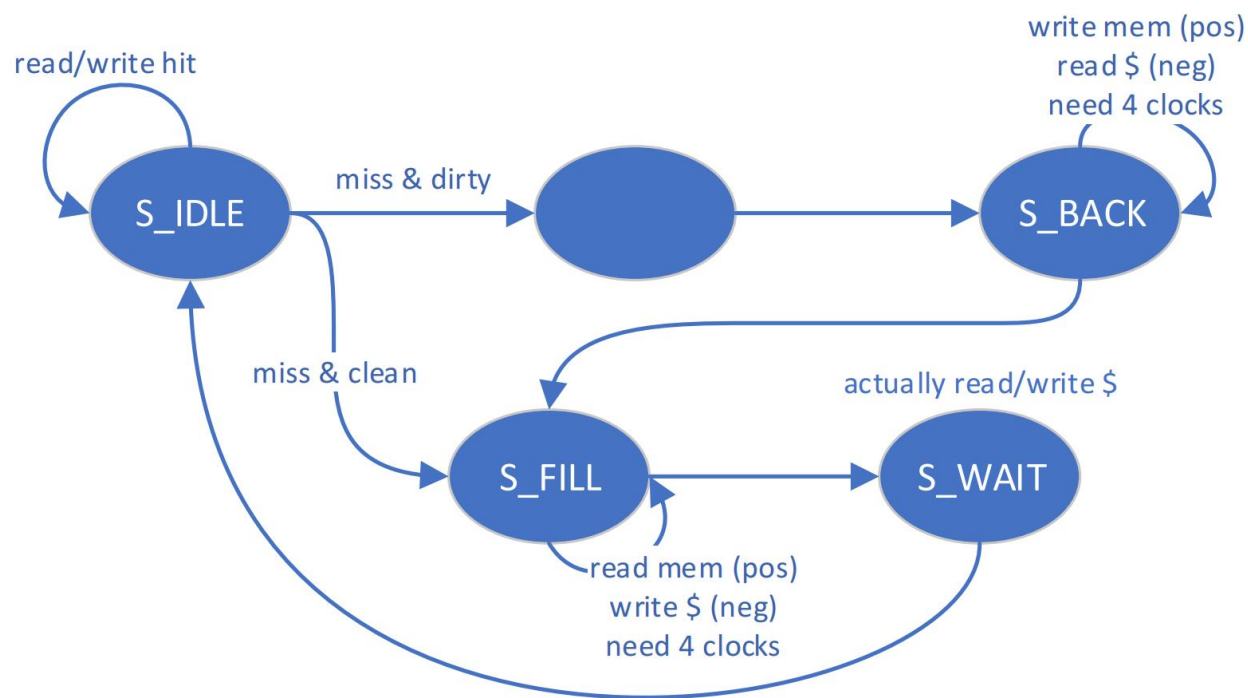 read/write hit
write mem (pos)
read $ (neg)
need 4 clocks
miss & dirty
S_IDLE
S_BACK
miss & clean
actually read/write $
S_FILL
S_WAIT
read mem (pos)
write $ (neg)
need 4 clocks